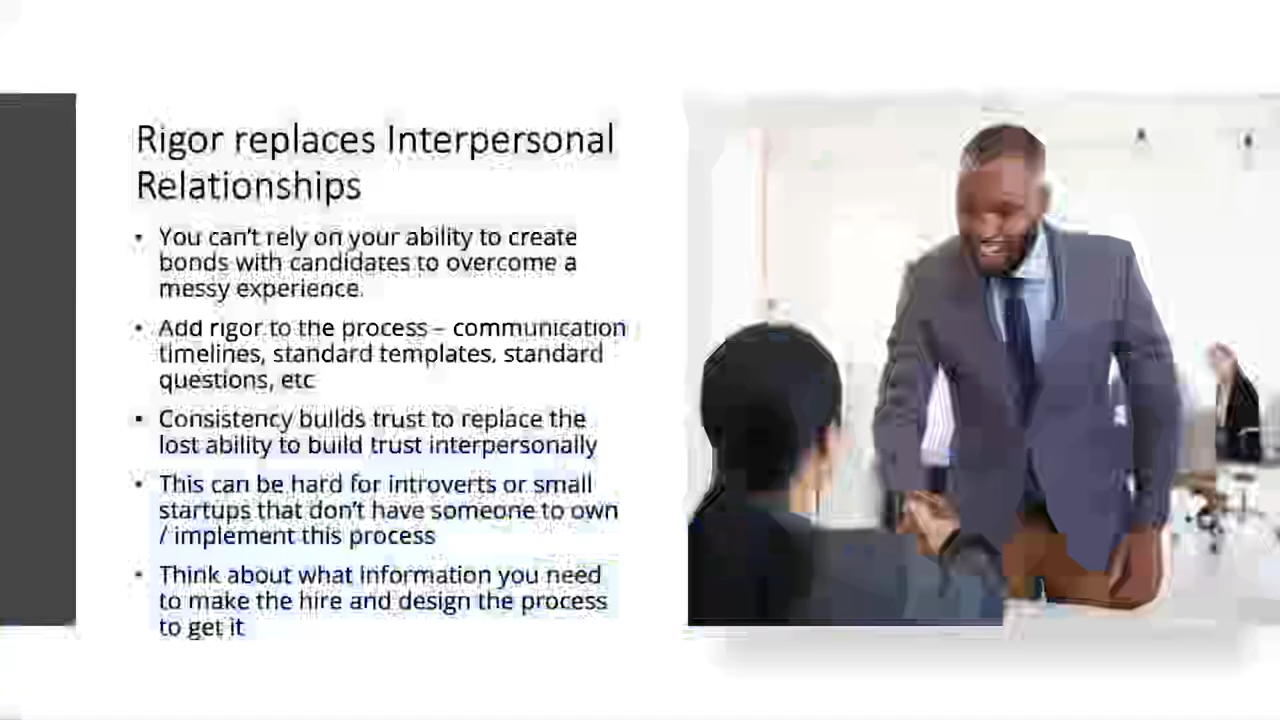 Rigor replaces Interpersonal
Relationships
▪ You can't rely on your ability to create
bonds with candidates to overcome a
messy experience.
▪ Add rigor to the process – communication
timelines, standard templates, standard
questions, etc
▪ Consistency builds trust to replace the
lost ability to build trust interpersonally
▪ This can be hard for introverts or small
startups that don't have someone to own
/ implement this process
▪ Think about what information you need
to make the hire and design the process
to get it